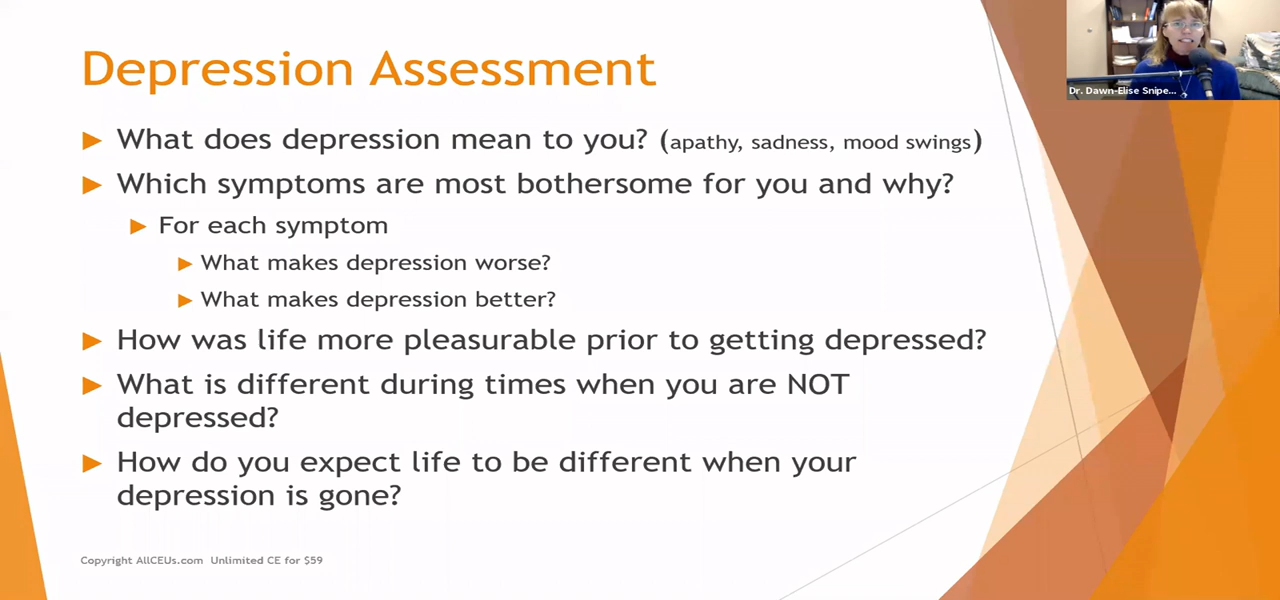 Depression Assessment
Dr. Dawn-Elise Snipe...
What does depression mean to you? (apathy, sadness, mood swings)
Which symptoms are most bothersome for you and why?
For each symptom
What makes depression worse?
What makes depression better?
How was life more pleasurable prior to getting depressed?
What is different during times when you are NOT
depressed?
How do you expect life to be different when your
depression is gone?
Copyright AllCEUs.com Unlimited CE for $59